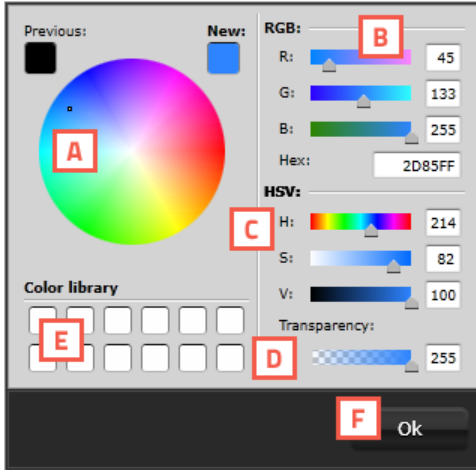 Previous:
New:
A
Color library
E
RGB:
B
R:
45
G:
133
B:
255
Hex:
2D85FF
HSV:
C
H:
214
S:
82
V:
100
Transparency:
D
255
F
Ok